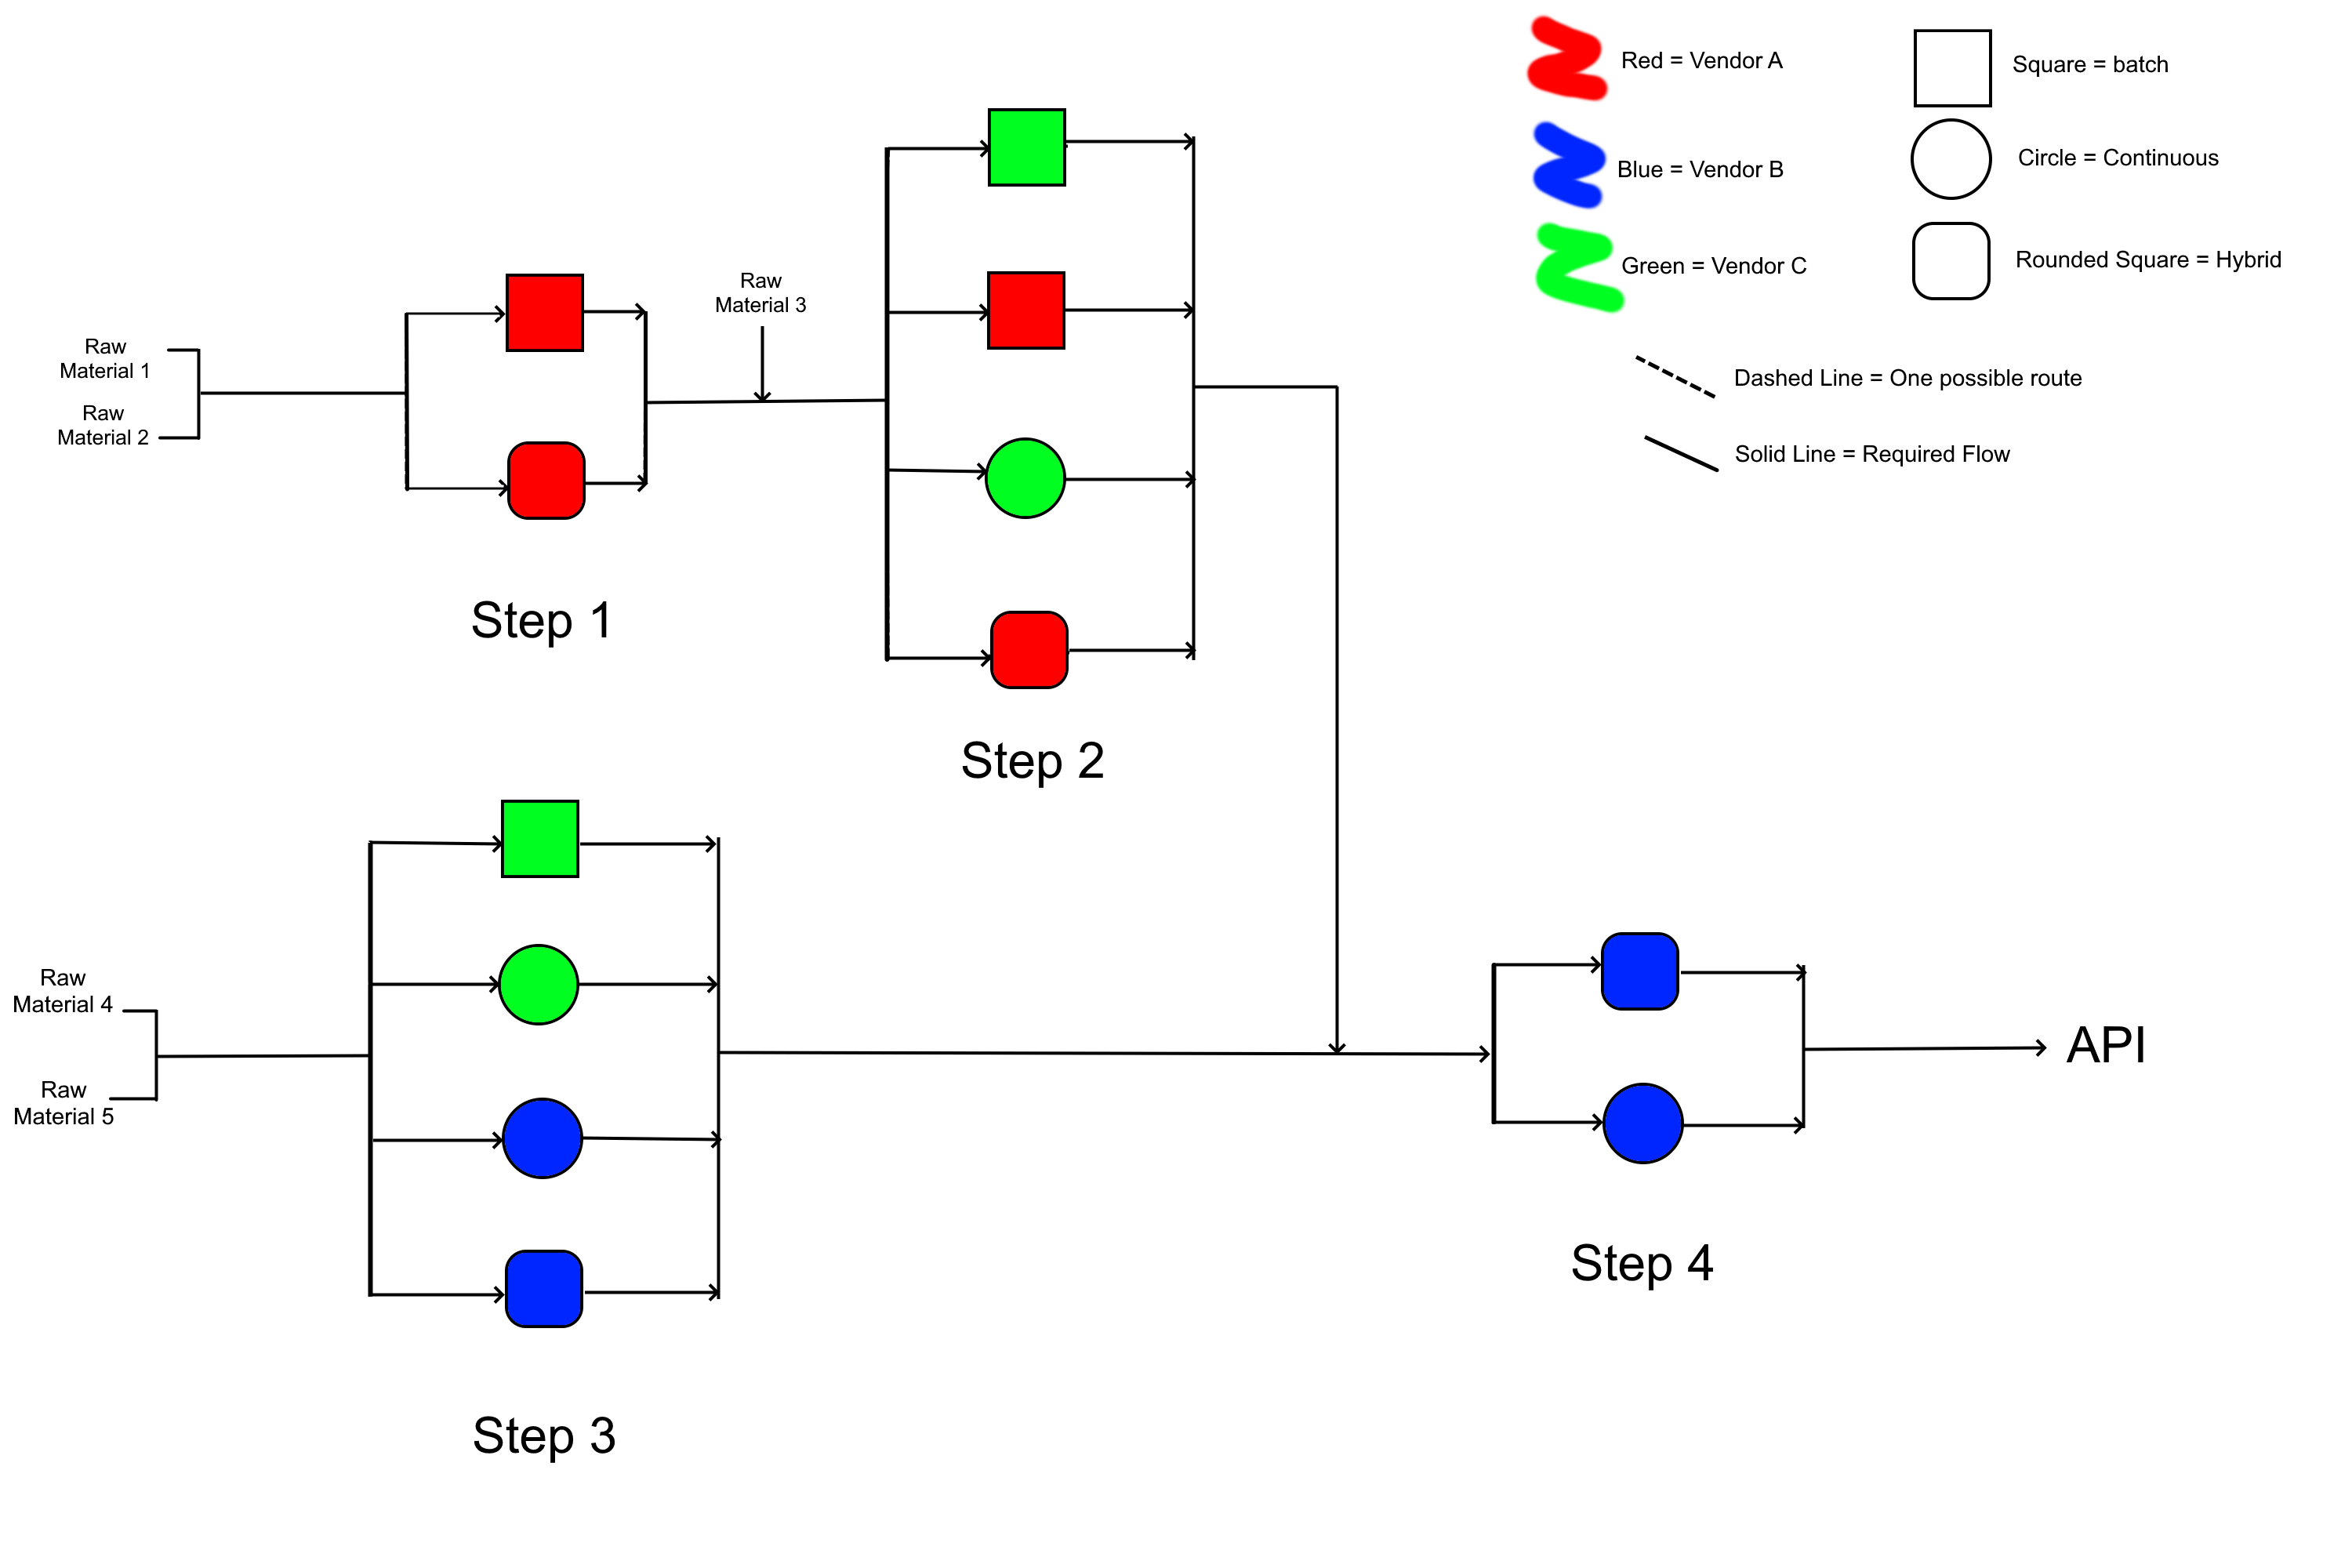 Red = Vendor A
Square = batch
Blue = Vendor B
Circle = Continuous
Green = Vendor C
Rounded Square = Hybrid
Dashed Line = One possible route
Solid Line = Required Flow
Raw
Material 1
Raw
Material 2
Raw
Material 3
Step 1
Step 2
Raw
Material 4
Raw
Material 5
Step 3
Step 4
API